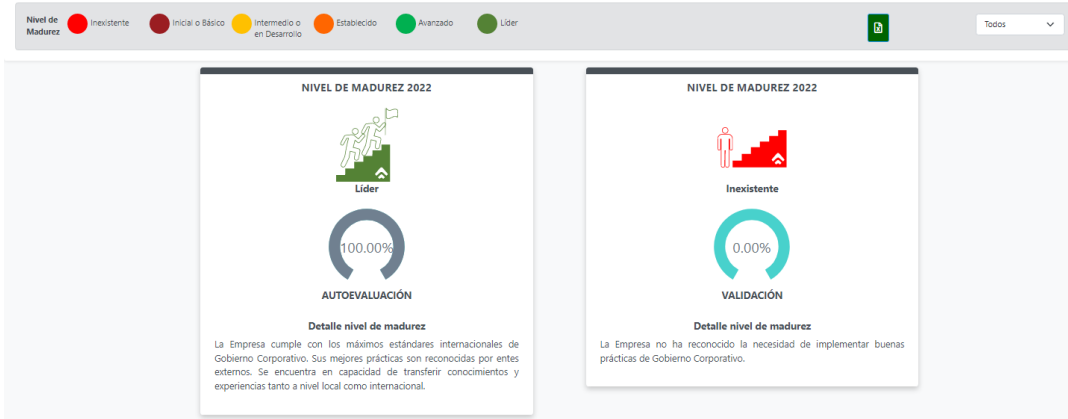 Nivel de Madurez
Inexistente
Inicial o Básico
Intermedio o
en Desarrollo
Establecido
Avanzado
Líder
Todos
NIVEL DE MADUREZ 2022
Líder
100.00%
AUTOEVALUACIÓN
Detalle nivel de madurez
La Empresa cumple con los máximos estándares internacionales de
Gobierno Corporativo. Sus mejores prácticas son reconocidas por entes
externos. Se encuentra en capacidad de transferir conocimientos y
experiencias tanto a nivel local como internacional.
NIVEL DE MADUREZ 2022
Inexistente
0.00%
VALIDACIÓN
Detalle nivel de madurez
La Empresa no ha reconocido la necesidad de implementar buenas
prácticas de Gobierno Corporativo.